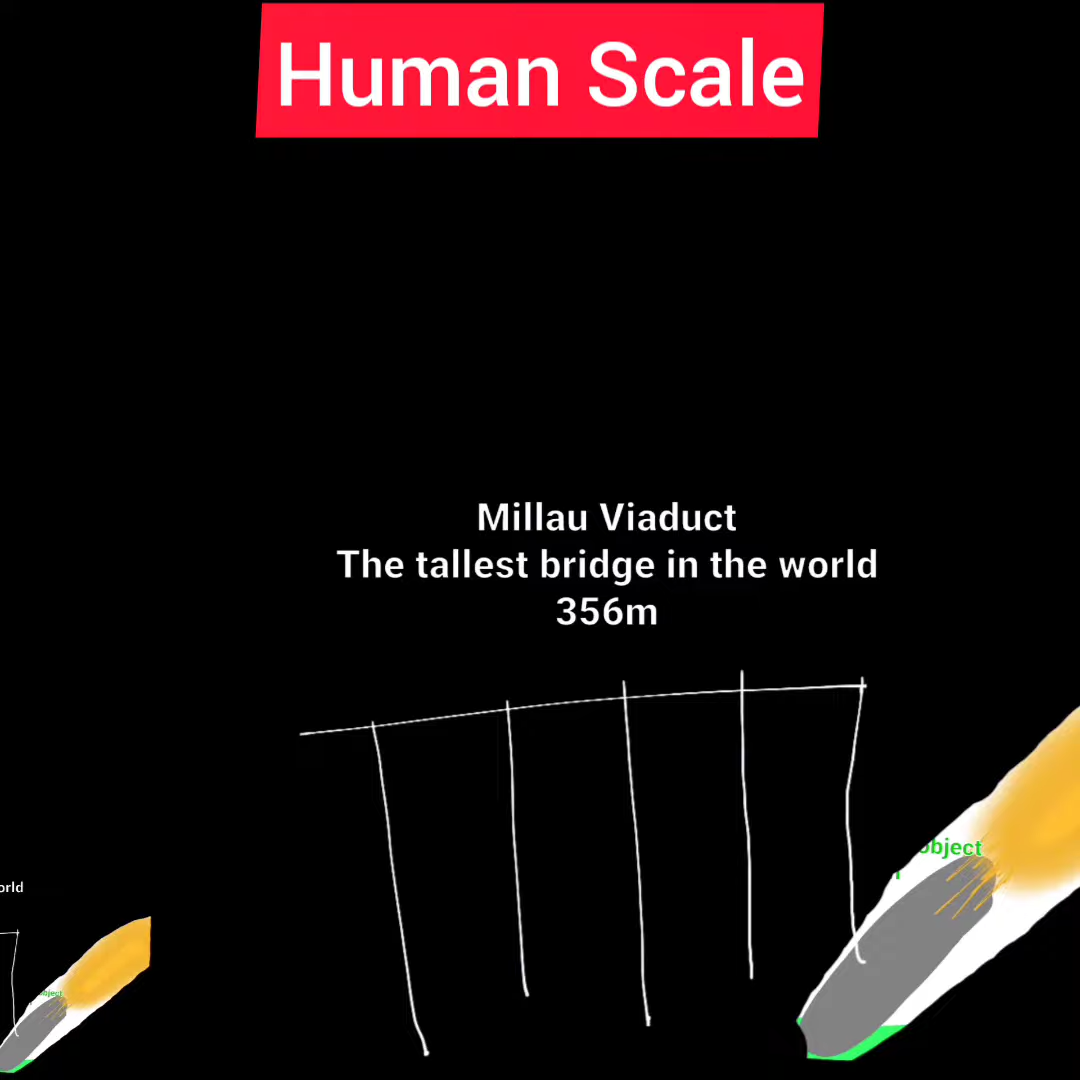 Human Scale
Millau Viaduct
The tallest bridge in the world
356m
object